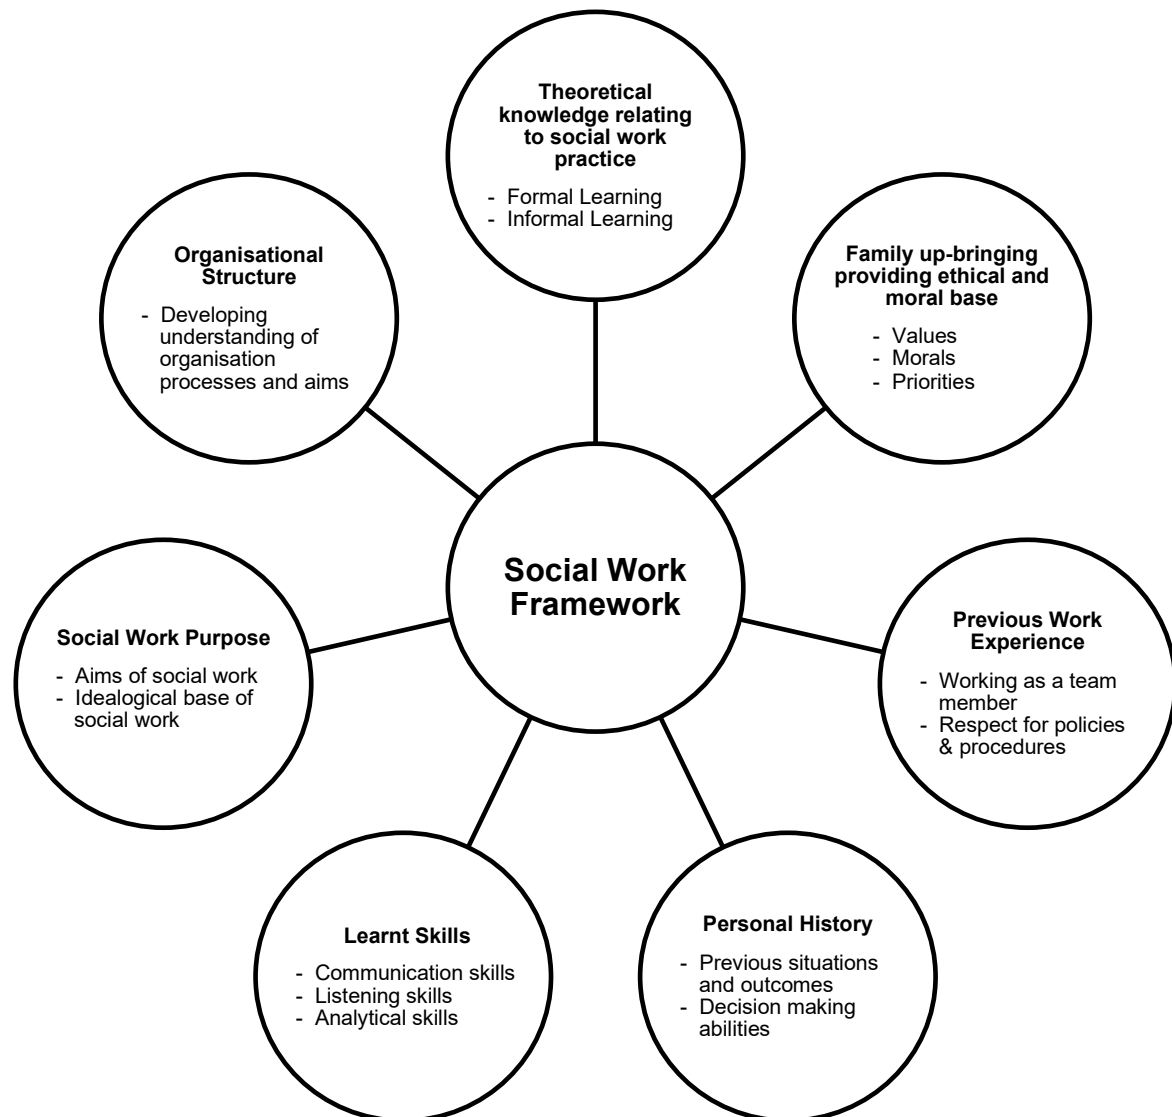 Theoretical
knowledge relating
to social work
practice
- Formal Learning
- Informal Learning
Family up-bringing
providing ethical and
moral base
- Values
- Morals
- Priorities
Previous Work
Experience
- Working as a team
member
- Respect for policies
& procedures
Personal History
- Previous situations
and outcomes
- Decision making
abilities
Learnt Skills
- Communication skills
- Listening skills
- Analytical skills
Social Work Purpose
- Aims of social work
- Idealogical base of
social work
Organisational
Structure
- Developing
understanding of
organisation
processes and aims
Social Work
Framework